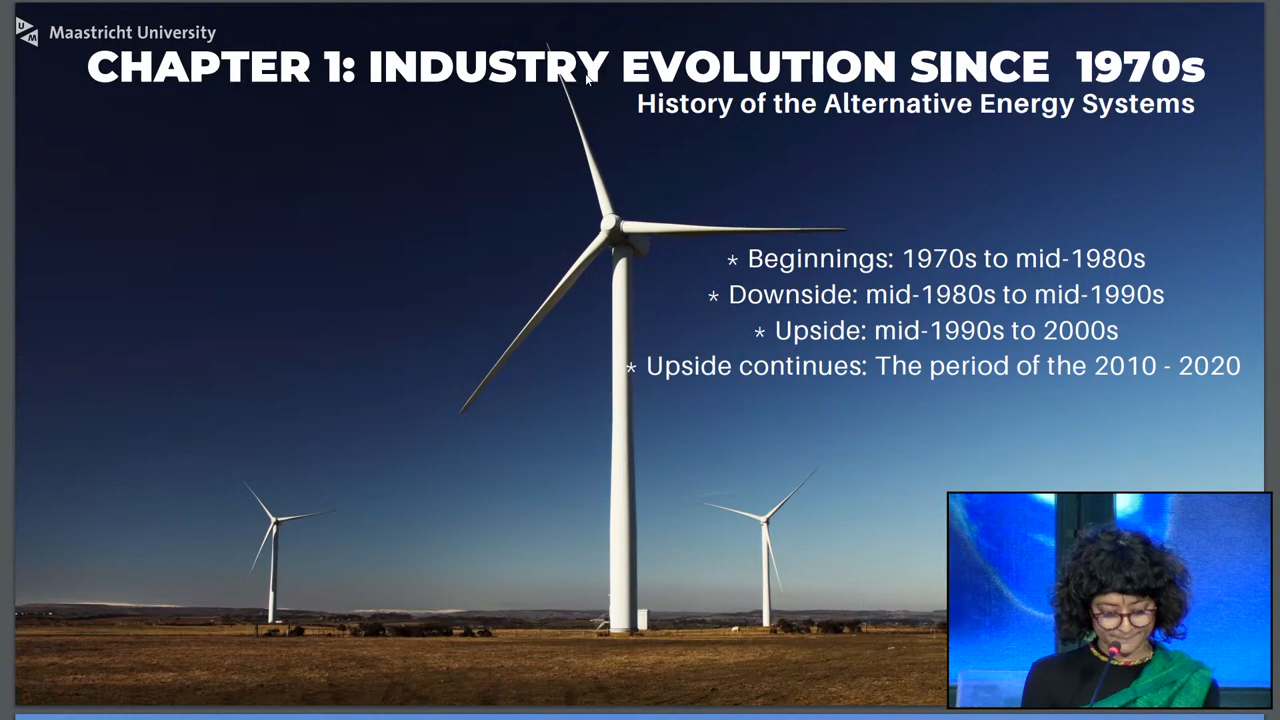 UM
Maastricht University
CHAPTER 1: INDUSTRY EVOLUTION SINCE 1970s
History of the Alternative Energy Systems
* Beginnings: 1970s to mid-1980s
* Downside: mid-1980s to mid-1990s
* Upside: mid-1990s to 2000s
* Upside continues: The period of the 2010 - 2020